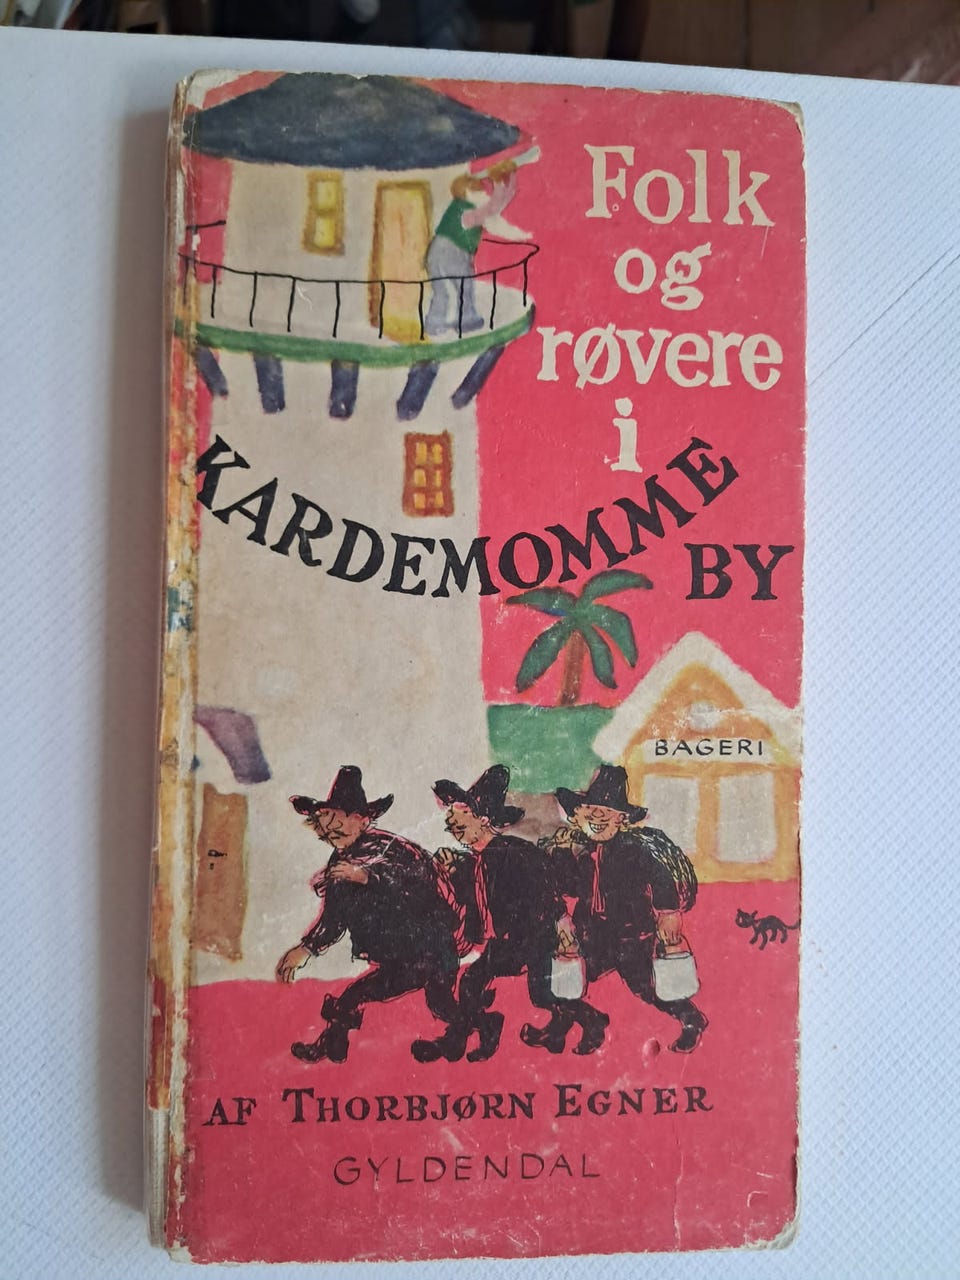 Folk
og
røvere
i
KARDEMOMME
BY
BAGERI
AF THORBJØRN EGNER
GYLDENDAL